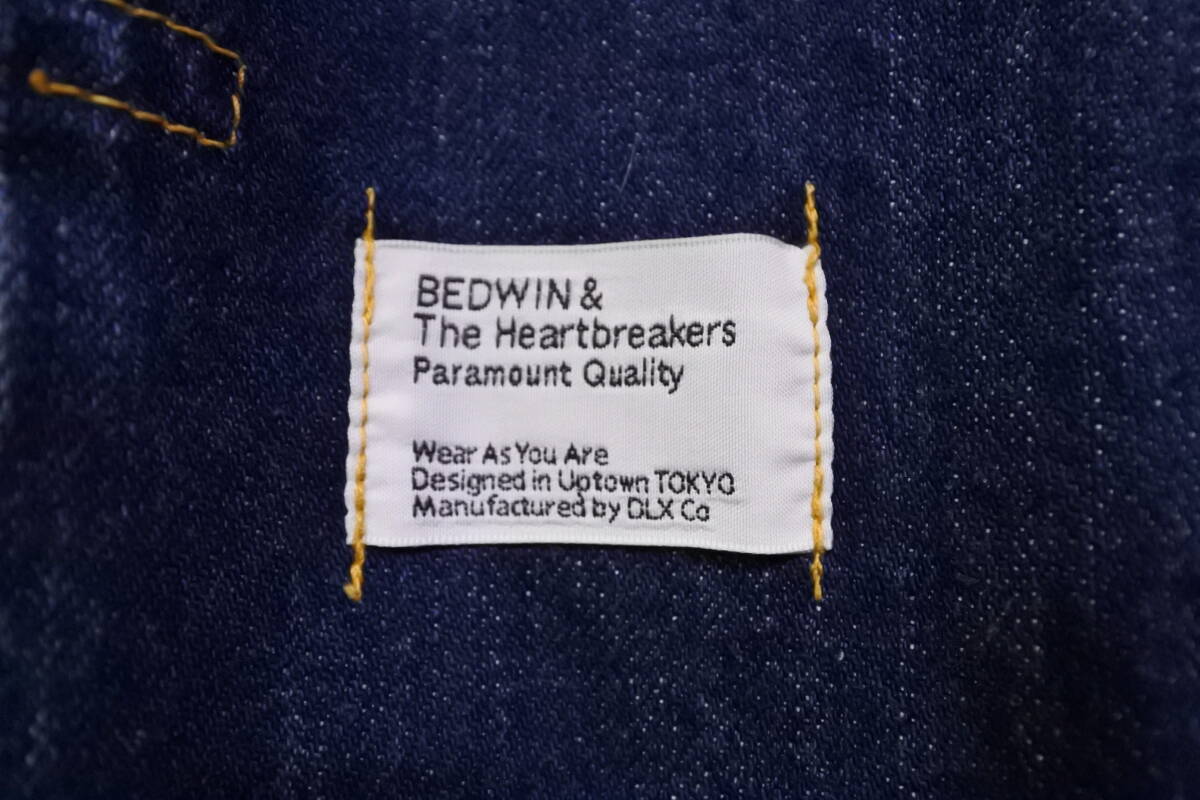 BEDWIN &
The Heartbreakers
Paramount Quality
Wear As You Are
Designed in Uptown TOKYO
Manufactured by DLX Co